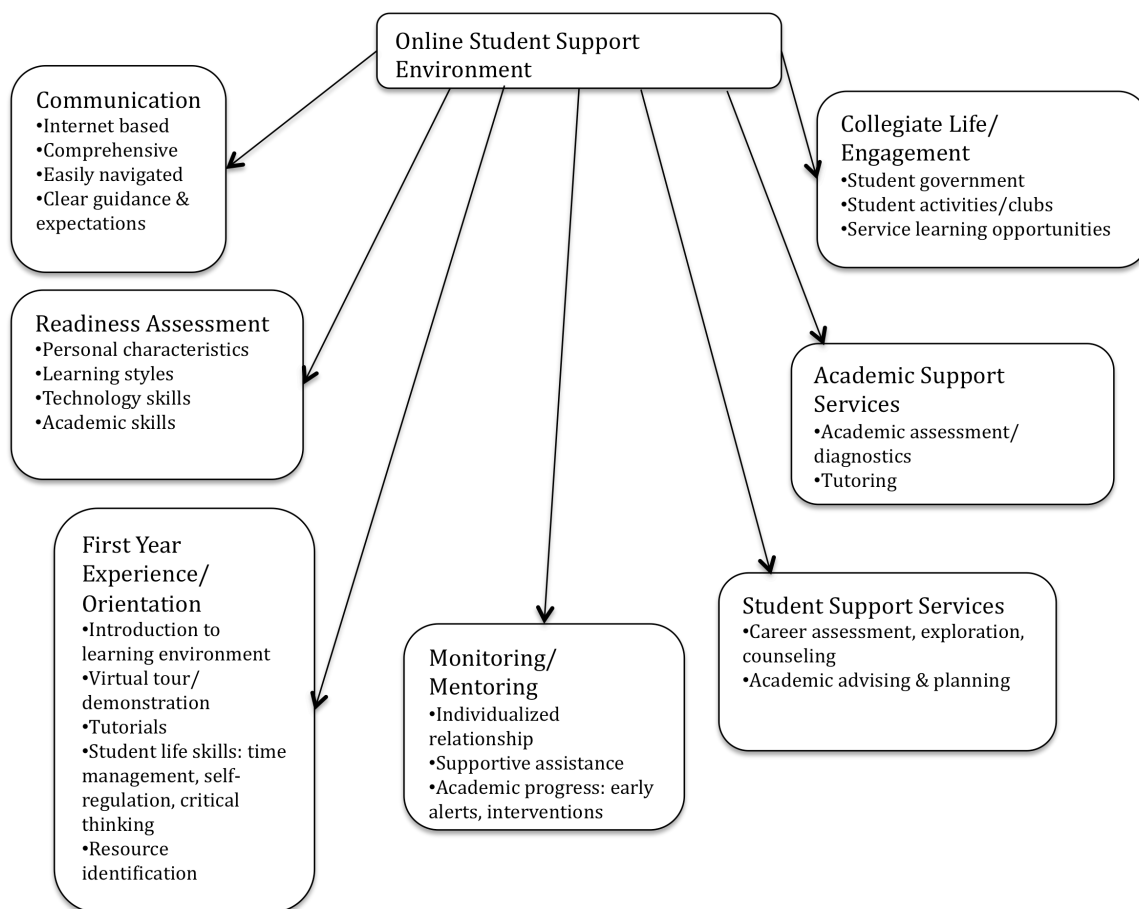 Online Student Support
Environment
Communication
•Internet based
•Comprehensive
•Easily navigated
•Clear guidance &
expectations
Readiness Assessment
•Personal characteristics
•Learning styles
•Technology skills
•Academic skills
First Year
Experience/
Orientation
•Introduction to
learning environment
•Virtual tour/
demonstration
•Tutorials
•Student life skills: time
management, self-
regulation, critical
thinking
•Resource
identification
Monitoring/
Mentoring
•Individualized
relationship
•Supportive assistance
•Academic progress: early
alerts, interventions
Student Support Services
•Career assessment, exploration,
counseling
•Academic advising & planning
Academic Support
Services
•Academic assessment/
diagnostics
•Tutoring
Collegiate Life/
Engagement
•Student government
•Student activities/clubs
•Service learning opportunities